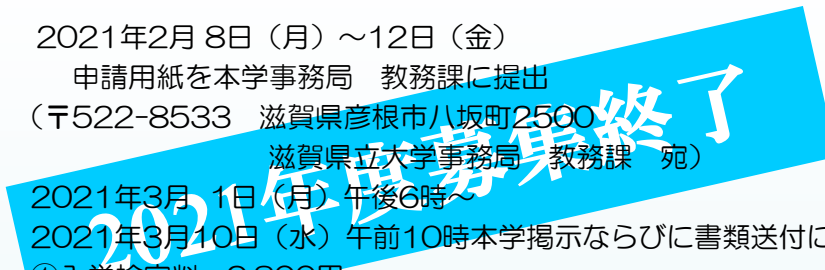 2021年2月 8日（月）～12日（金）
申請用紙を本学事務局　教務課に提出
（〒522-8533　滋賀県彦根市八坂町2500
滋賀県立大学事務局　教務課　宛）
2021年3月　1日（月）午後6時～
2021年3月10日（水）午前10時本学掲示ならびに書類送付に
2021年度募集終了